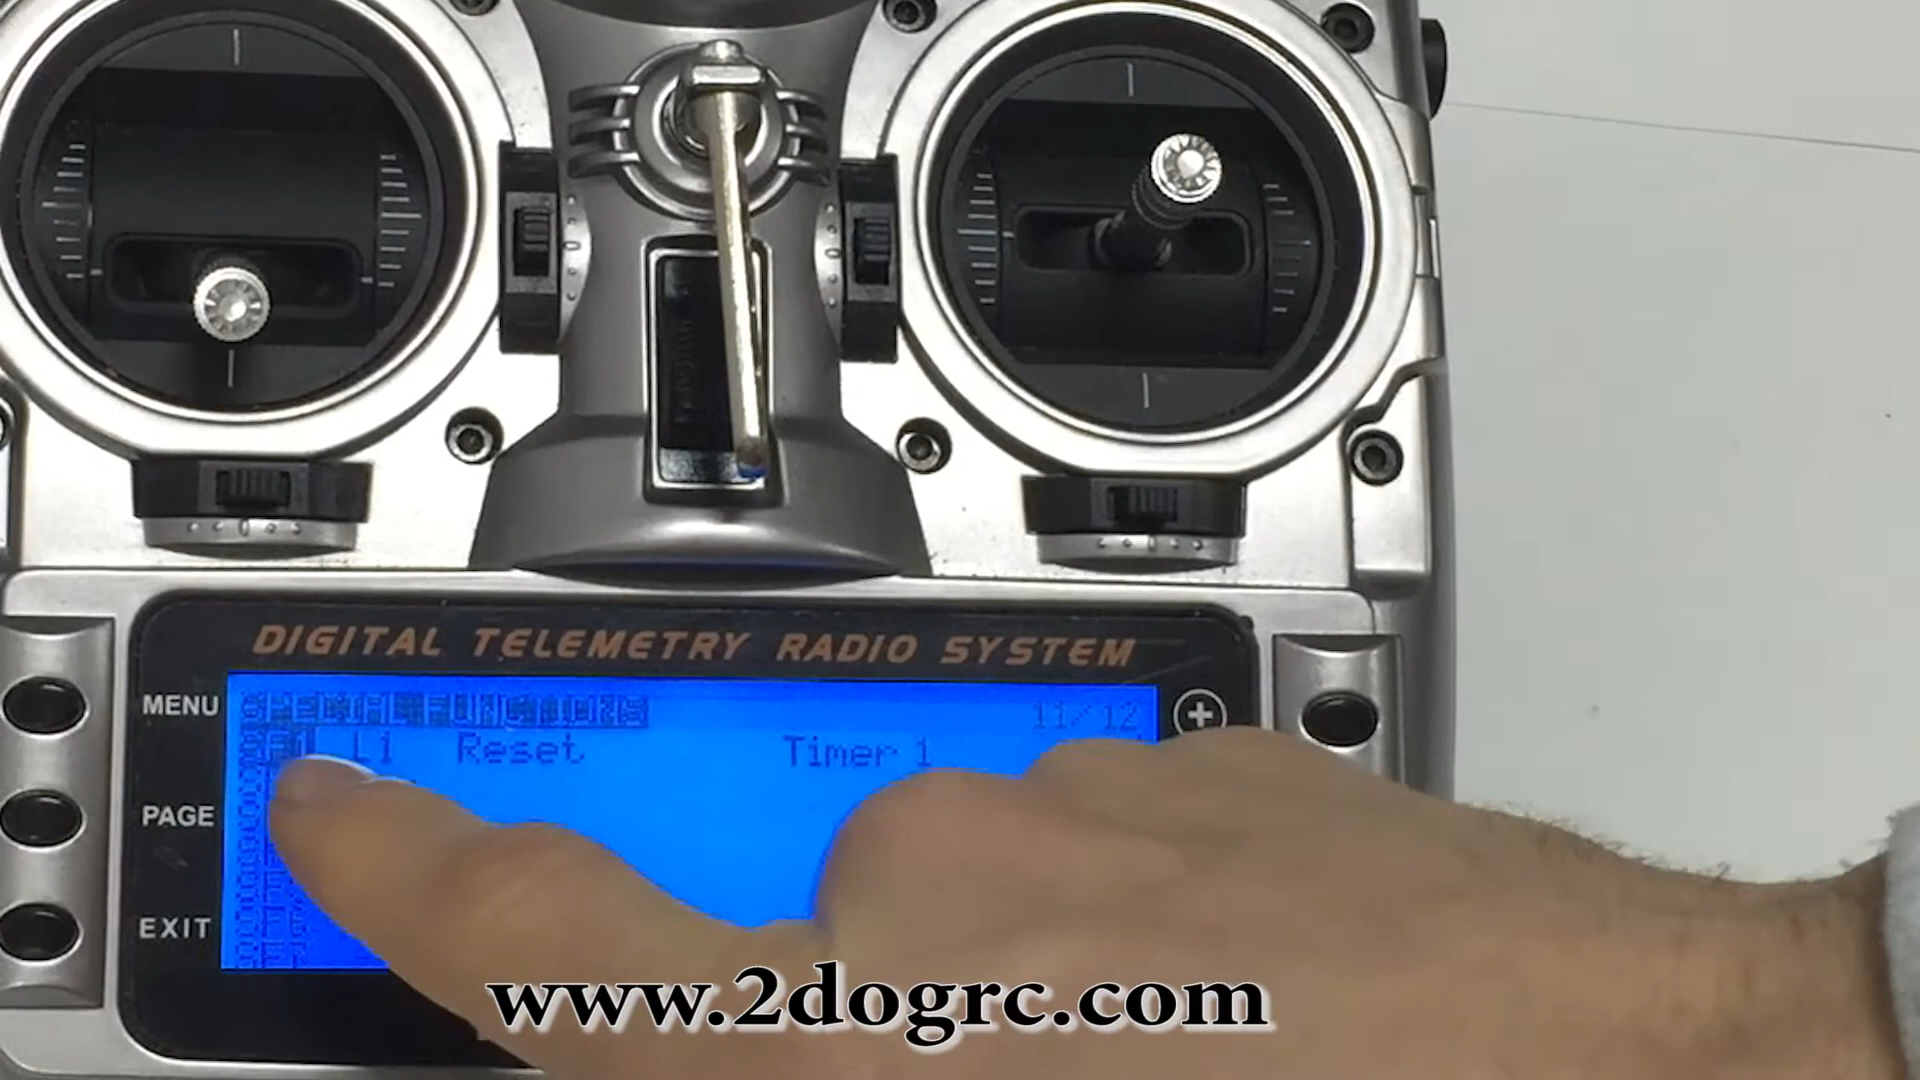 DIGITAL TELEMETRY RADIO SYSTEM
MENU
SPECIAL FUNCTIONS 11/12
SF1 L1 Reset Timer 1
PAGE
EXIT
www.2dogrc.com